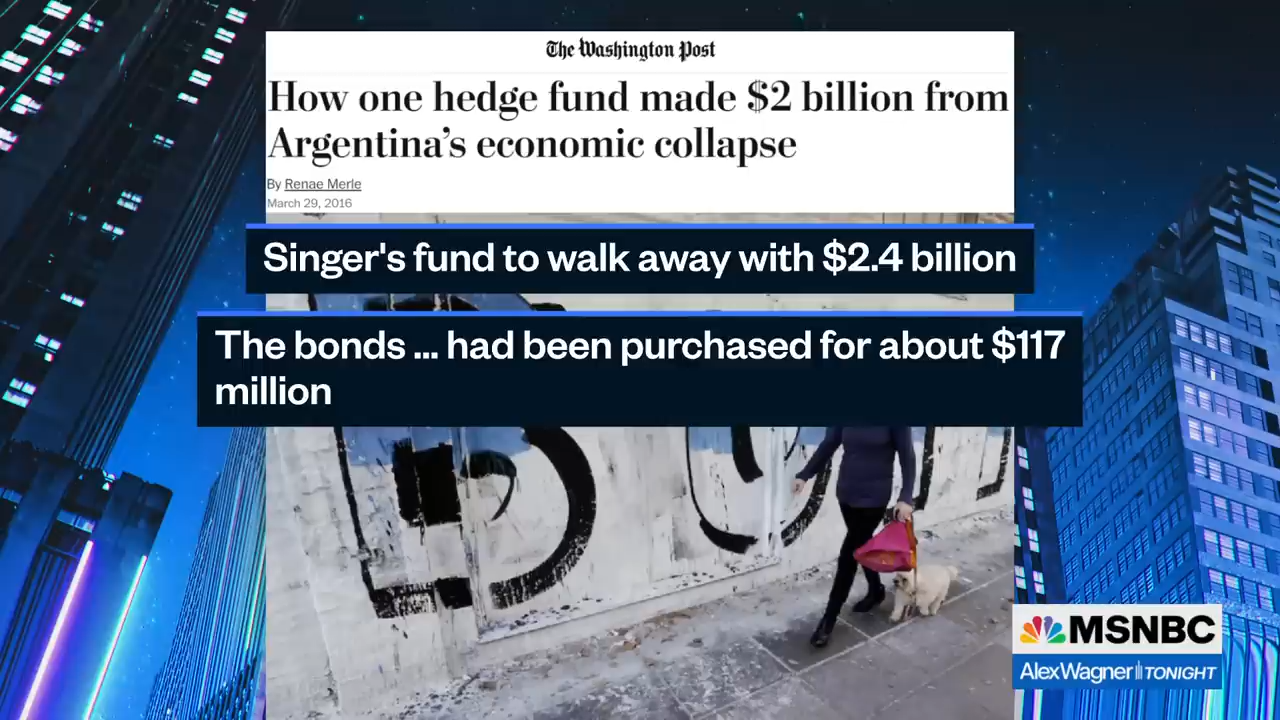 The Washington Post
How one hedge fund made $2 billion from
Argentina's economic collapse
By Renae Merle
March 29, 2016
Singer's fund to walk away with $2.4 billion
The bonds ... had been purchased for about $117
million
MSNBC
AlexWagner TONIGHT